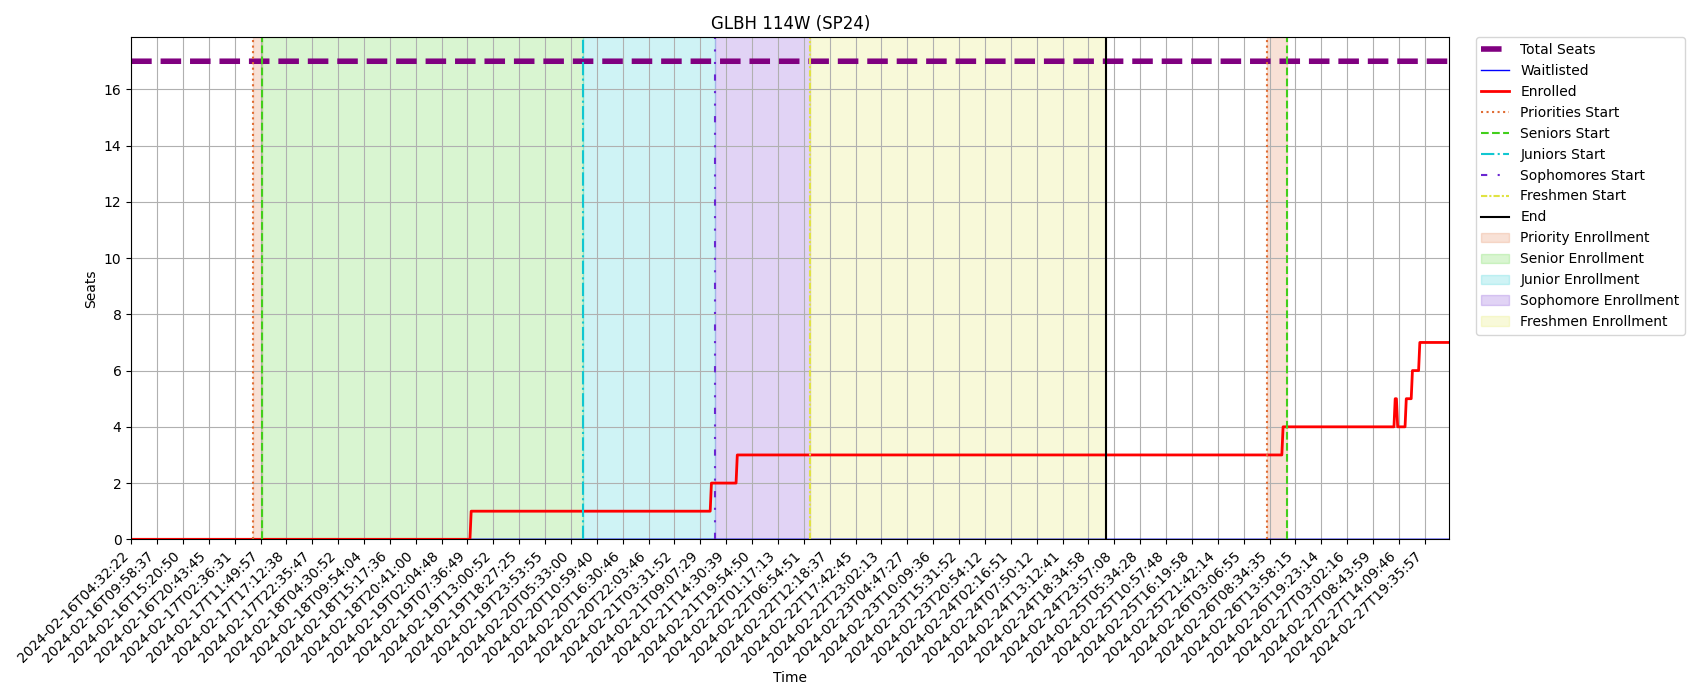 GLBH 114W (SP24)
Seats
16
14
12
10
8
6
4
2
0
2024-02-16T04:32:22
2024-02-16T09:58:37
2024-02-16T15:20:50
2024-02-16T20:43:45
2024-02-17T02:36:31
2024-02-17T11:49:57
2024-02-17T17:12:38
2024-02-17T22:35:47
2024-02-18T04:30:52
2024-02-18T09:54:04
2024-02-18T15:17:36
2024-02-18T20:41:00
2024-02-19T02:04:48
2024-02-19T07:36:49
2024-02-19T13:00:52
2024-02-19T18:27:25
2024-02-19T23:53:55
2024-02-20T05:33:00
2024-02-20T10:59:40
2024-02-20T16:30:46
2024-02-20T22:03:46
2024-02-21T03:31:52
2024-02-21T09:07:29
2024-02-21T14:30:39
2024-02-21T19:54:50
2024-02-22T01:17:13
2024-02-22T06:54:51
2024-02-22T12:18:37
2024-02-22T17:42:45
2024-02-22T23:02:13
2024-02-23T04:47:27
2024-02-23T10:09:36
2024-02-23T15:31:52
2024-02-23T20:54:12
2024-02-24T02:16:51
2024-02-24T07:50:12
2024-02-24T13:12:41
2024-02-24T18:34:58
2024-02-24T23:57:08
2024-02-25T05:34:28
2024-02-25T10:57:48
2024-02-25T16:19:58
2024-02-25T21:42:14
2024-02-26T03:06:55
2024-02-26T08:34:35
2024-02-26T13:58:15
2024-02-26T19:23:14
2024-02-27T03:02:16
2024-02-27T08:43:59
2024-02-27T14:09:46
2024-02-27T19:35:57
Time
Total Seats
Waitlisted
Enrolled
Priorities Start
Seniors Start
Juniors Start
Sophomores Start
Freshmen Start
End
Priority Enrollment
Senior Enrollment
Junior Enrollment
Sophomore Enrollment
Freshmen Enrollment